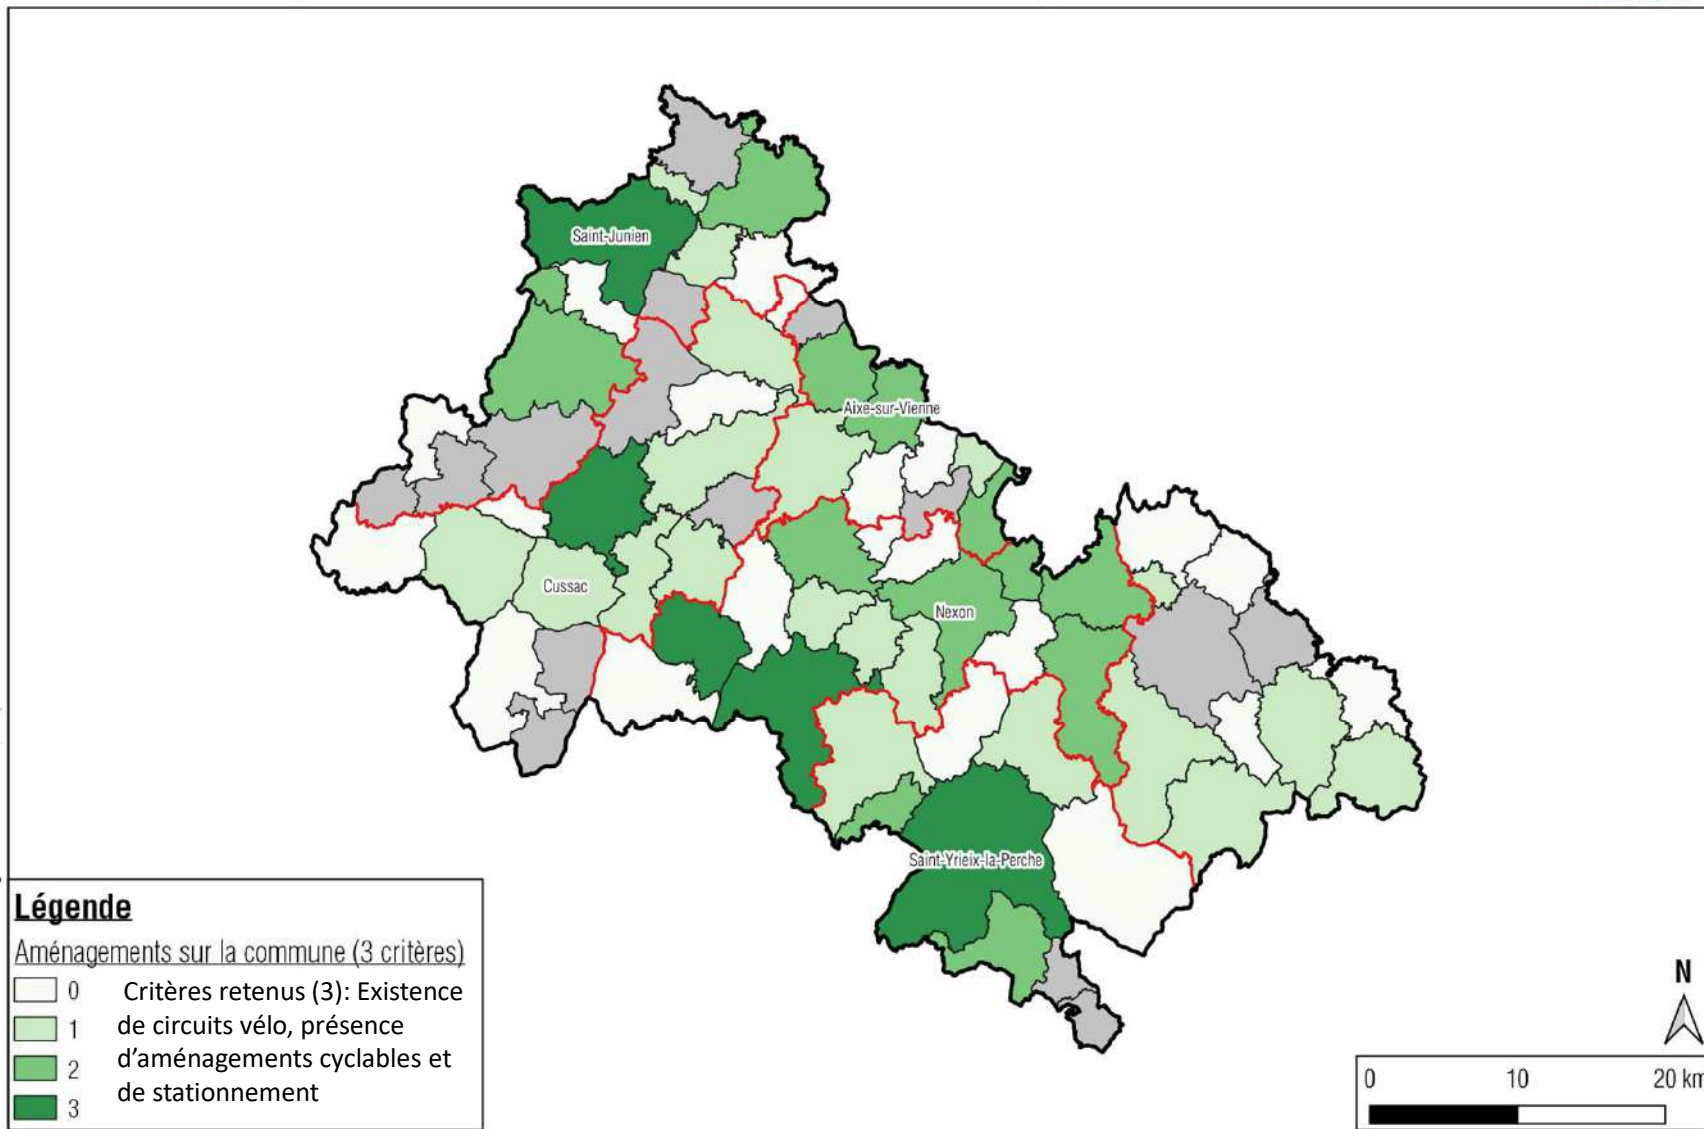 Saint-Junien
Aixe-sur-Vienne
Cussac
Nexon
Saint-Yrieix-la-Perche
Légende
Aménagements sur la commune (3 critères)
0
1
2
3
Critères retenus (3): Existence
de circuits vélo, présence
d’aménagements cyclables et
de stationnement
N
0 10 20 km